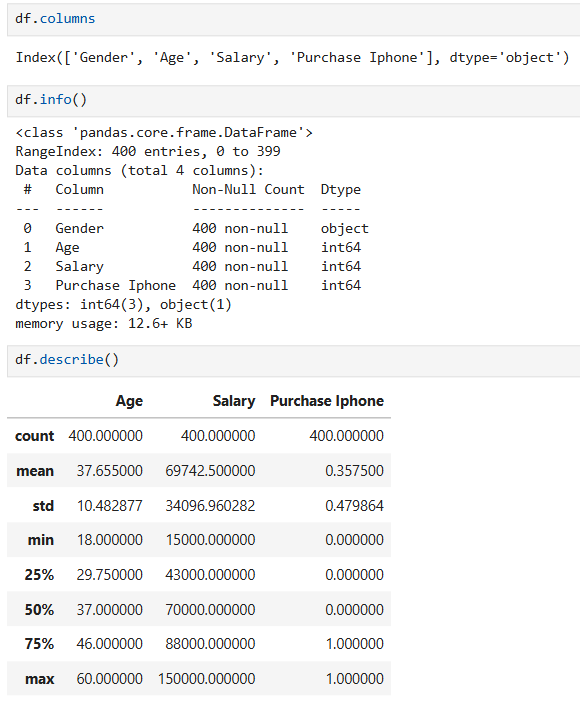 df.columns
Index(['Gender', 'Age', 'Salary', 'Purchase Iphone'], dtype='object')
df.info()
<class 'pandas.core.frame.DataFrame'>
RangeIndex: 400 entries, 0 to 399
Data columns (total 4 columns):
 #   Column           Non-Null Count  Dtype
---  ------           --------------  -----
 0   Gender           400 non-null    object
 1   Age              400 non-null    int64
 2   Salary           400 non-null    int64
 3   Purchase Iphone  400 non-null    int64
dtypes: int64(3), object(1)
memory usage: 12.6+ KB
df.describe()
Age Salary Purchase Iphone
count 400.000000 400.000000 400.000000
mean 37.655000 69742.500000 0.357500
std 10.482877 34096.960282 0.479864
min 18.000000 15000.000000 0.000000
25% 29.750000 43000.000000 0.000000
50% 37.000000 70000.000000 0.000000
75% 46.000000 88000.000000 1.000000
max 60.000000 150000.000000 1.000000